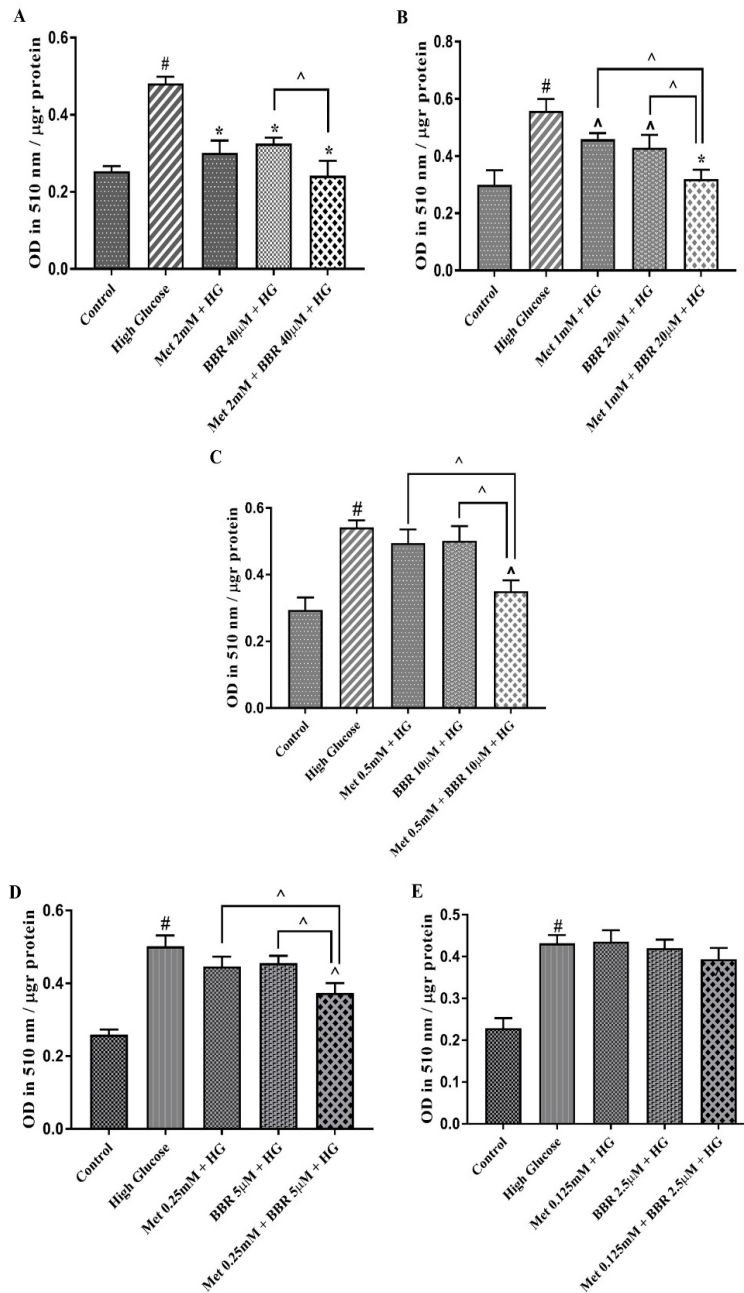 A
OD in 510 nm / µgr protein
0.6
0.4
0.2
0.0
#
*
*
*
^
Control
High Glucose
Met 2mM + HG
BBR 40µM + HG
Met 2mM + BBR 40µM + HG
B
OD in 510 nm / µgr protein
0.8
0.6
0.4
0.2
0.0
#
^
^
*
^
^
Control
High Glucose
Met 1mM + HG
BBR 20µM + HG
Met 1mM + BBR 20µM + HG
C
OD in 510 nm / µgr protein
0.6
0.4
0.2
0.0
#
^
^
^
Control
High Glucose
Met 0.5mM + HG
BBR 10µM + HG
Met 0.5mM + BBR 10µM + HG
D
OD in 510 nm / µgr protein
0.6
0.4
0.2
0.0
#
^
^
^
Control
High Glucose
Met 0.25mM + HG
BBR 5µM + HG
Met 0.25mM + BBR 5µM + HG
E
OD in 510 nm / µgr protein
0.5
0.4
0.3
0.2
0.1
0.0
#
Control
High Glucose
Met 0.125mM + HG
BBR 2.5µM + HG
Met 0.125mM + BBR 2.5µM + HG